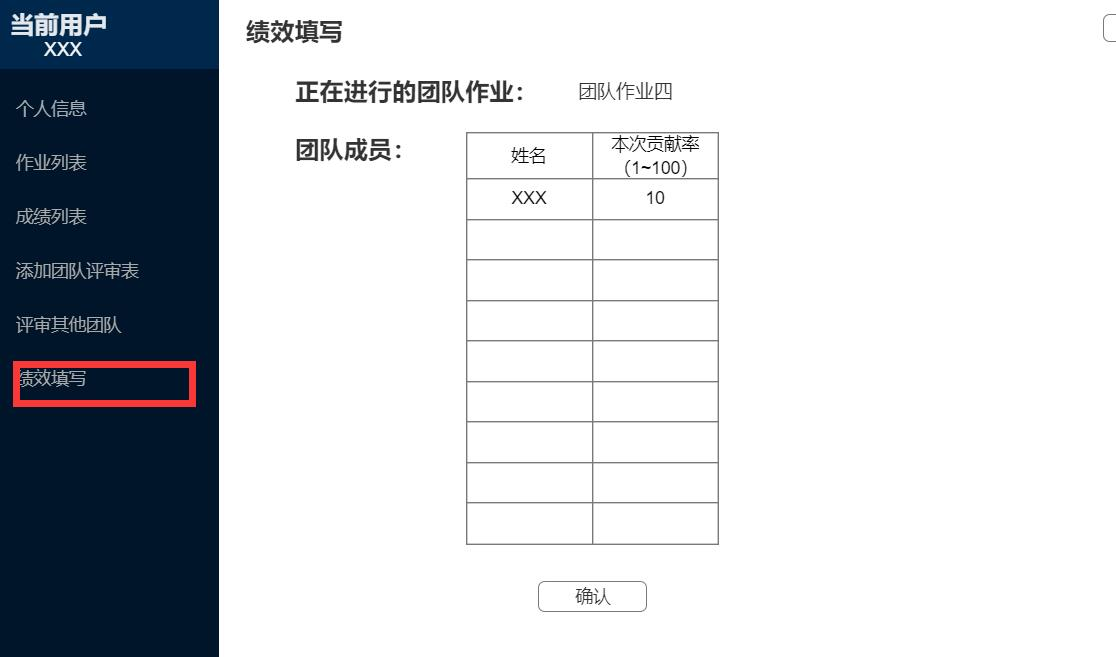 当前用户
XXX
个人信息
作业列表
成绩列表
添加团队评审表
评审其他团队
绩效填写
绩效填写
正在进行的团队作业： 团队作业四
团队成员：
姓名 本次贡献率
（1~100）
XXX 10
确认